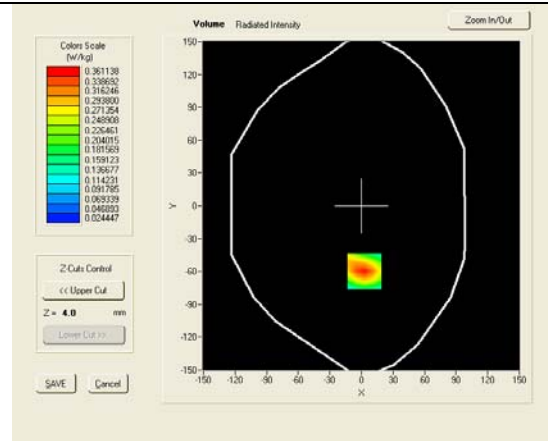 Volume Radiated Intensity
Zoom In/Out
Colors Scale
(W/kg)
0.361138
0.338692
0.316246
0.293800
0.271354
0.248908
0.226461
0.204015
0.181569
0.159123
0.136677
0.114231
0.091785
0.069339
0.046893
0.024447
Z-Cuts Control
<< Upper Cut
Z = 4.0 mm
Lower Cut >>
SAVE
Cancel
150
120
90
60
30
0
-30
-60
-90
-120
-150
Y
-150 -120 -90 -60 -30 0 30 60 90 120 150
X